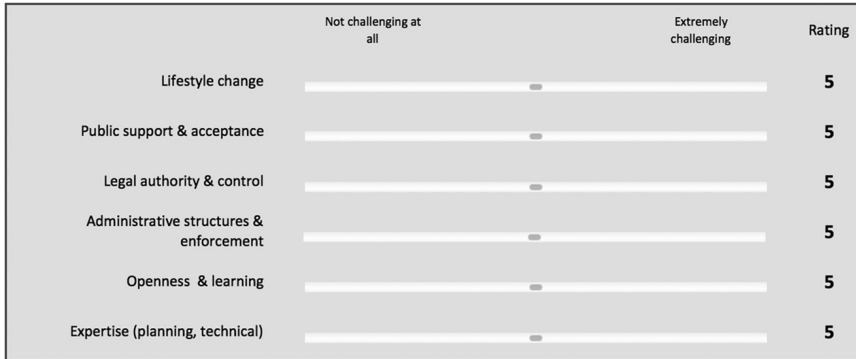 Not challenging at
all
Extremely
challenging
Rating
Lifestyle change
5
Public support & acceptance
5
Legal authority & control
5
Administrative structures &
enforcement
5
Openness & learning
5
Expertise (planning, technical)
5